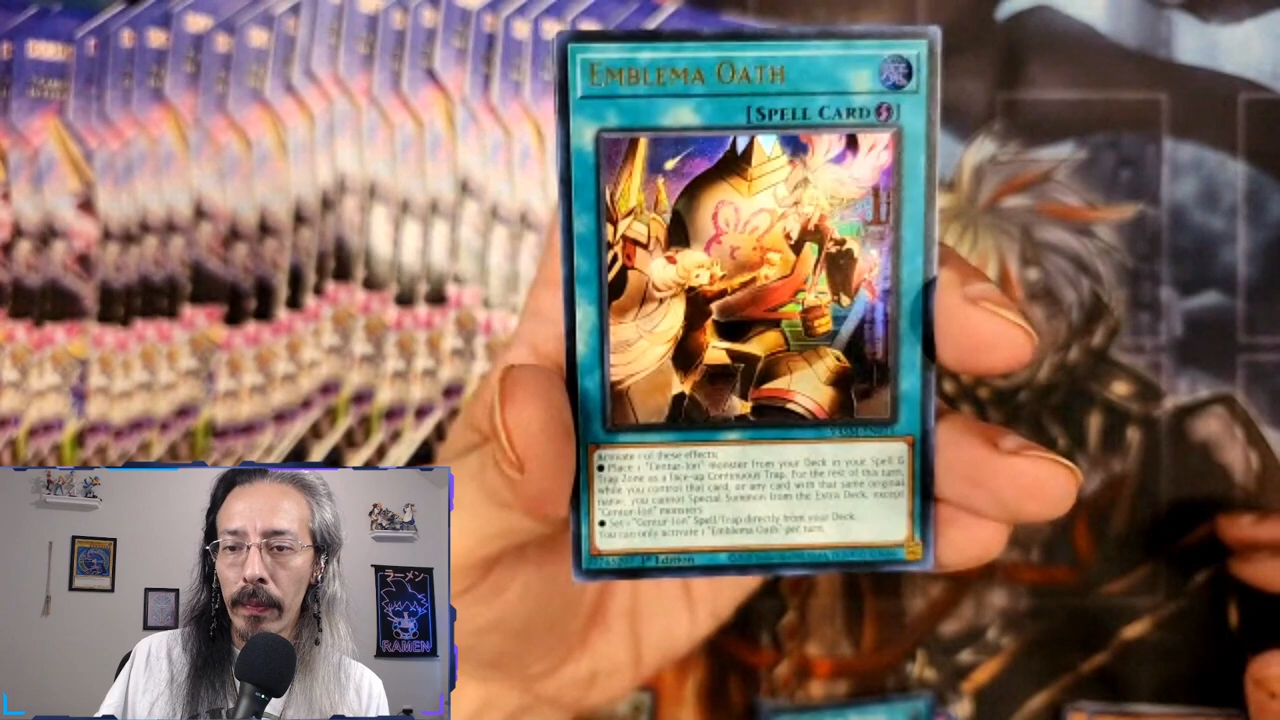 EMBLEMA OATH
[SPELL CARD]
Activate 1 of these effects;
● Place 1 "Centur-Ion" monster from your Deck in your Spell &
Trap Zone as a face-up Continuous Trap. For the rest of this turn,
while you control that card, or any card with that same original
name, you cannot Special Summon from the Extra Deck, except
"Centur-Ion" monsters.
● Set 1 "Centur-Ion" Spell/Trap directly from your Deck.
You can only activate 1 "Emblema Oath" per turn.
1st Edition
ラーメン
RAMEN